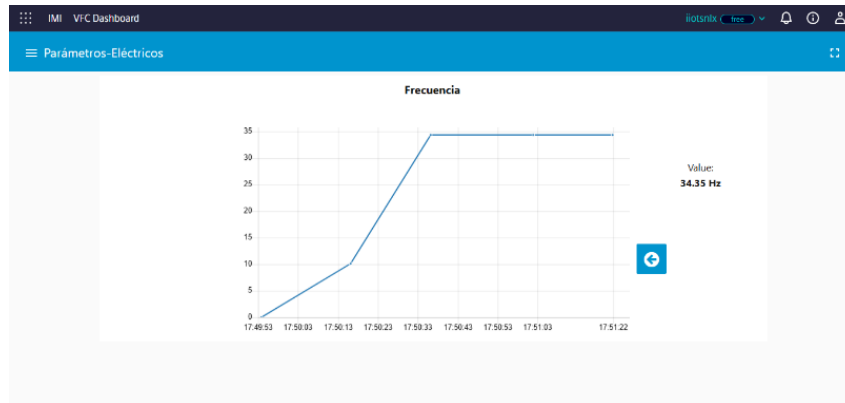 IMI VFC Dashboard iiotsnlx free
Parámetros-Eléctricos
Frecuencia
35
30
25
20
15
10
5
0
17:49:53 17:50:03 17:50:13 17:50:23 17:50:33 17:50:43 17:50:53 17:51:03 17:51:22
Value:
34.35 Hz